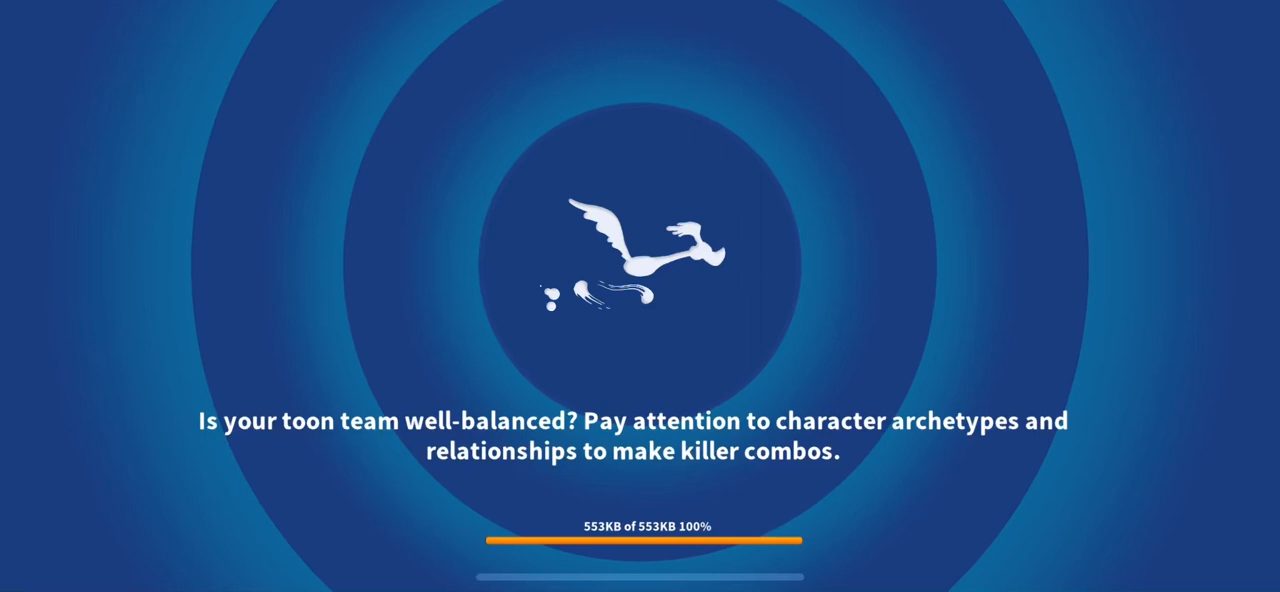 Is your toon team well-balanced? Pay attention to character archetypes and
relationships to make killer combos.
553KB of 553KB 100%